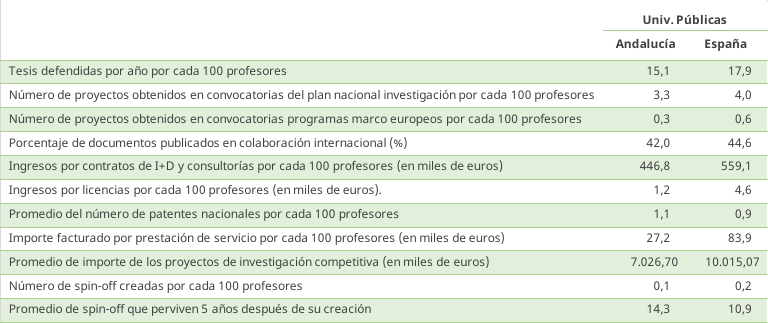 Univ. Públicas
Andalucía España
Tesis defendidas por año por cada 100 profesores 15,1 17,9
Número de proyectos obtenidos en convocatorias del plan nacional investigación por cada 100 profesores 3,3 4,0
Número de proyectos obtenidos en convocatorias programas marco europeos por cada 100 profesores 0,3 0,6
Porcentaje de documentos publicados en colaboración internacional (%) 42,0 44,6
Ingresos por contratos de I+D y consultorías por cada 100 profesores (en miles de euros) 446,8 559,1
Ingresos por licencias por cada 100 profesores (en miles de euros). 1,2 4,6
Promedio del número de patentes nacionales por cada 100 profesores 1,1 0,9
Importe facturado por prestación de servicio por cada 100 profesores (en miles de euros) 27,2 83,9
Promedio de importe de los proyectos de investigación competitiva (en miles de euros) 7.026,70 10.015,07
Número de spin-off creadas por cada 100 profesores 0,1 0,2
Promedio de spin-off que perviven 5 años después de su creación 14,3 10,9